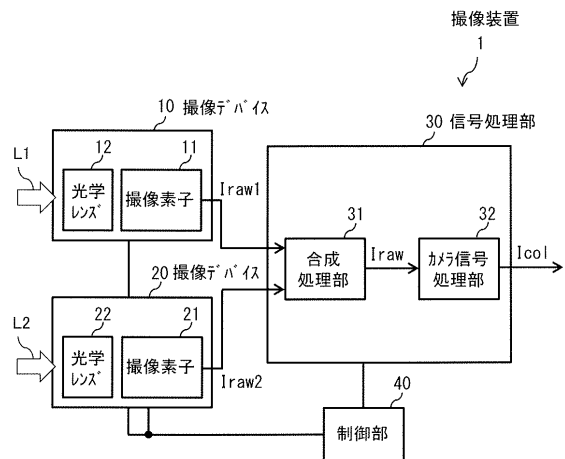 撮像装置
1
10 撮像ﾃﾞﾊﾞｲｽ
30 信号処理部
L1
12
11
光学
ﾚﾝｽﾞ
撮像素子
Iraw1
31
32
合成
処理部
Iraw
ｶﾒﾗ信号
処理部
Icol
20 撮像ﾃﾞﾊﾞｲｽ
L2
22
21
光学
ﾚﾝｽﾞ
撮像素子
Iraw2
40
制御部